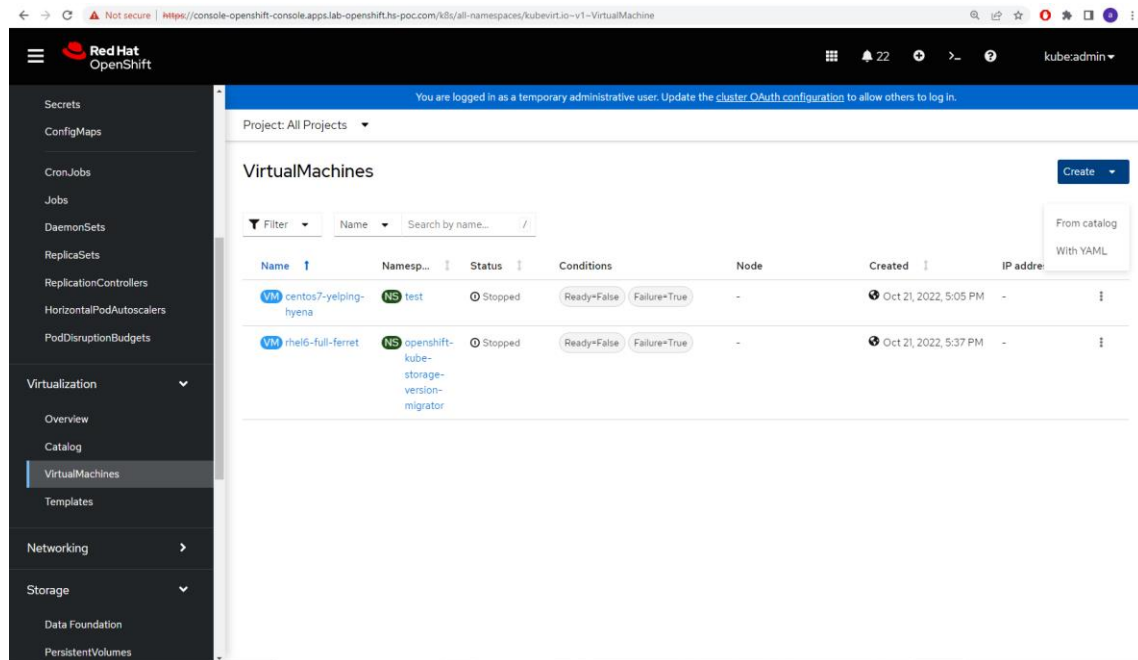 Not secure | https://console-openshift-console.apps.lab-openshift.hs-poc.com/k8s/all-namespaces/kubevirt.io~v1~VirtualMachine
Red Hat
OpenShift
22
kube:admin
You are logged in as a temporary administrative user. Update the cluster OAuth configuration to allow others to log in.
Project: All Projects
Secrets
ConfigMaps
CronJobs
Jobs
DaemonSets
ReplicaSets
ReplicationControllers
HorizontalPodAutoscalers
PodDisruptionBudgets
Virtualization
Overview
Catalog
VirtualMachines
Templates
Networking
Storage
Data Foundation
PersistentVolumes
VirtualMachines
Create
From catalog
With YAML
Filter Name Search by name... /
Name Namesp... Status Conditions Node Created IP addre
VM centos7-yelping-hyena NS test Stopped Ready=False Failure=True - Oct 21, 2022, 5:05 PM -
VM rhel6-full-ferret NS openshift-kube-storage-version-migrator Stopped Ready=False Failure=True - Oct 21, 2022, 5:37 PM -